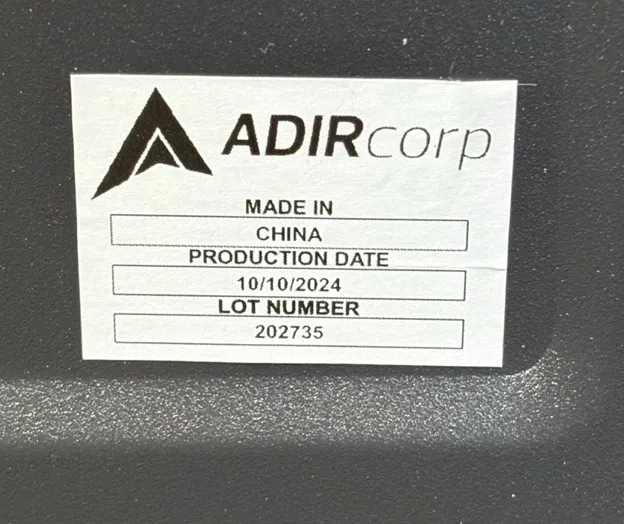 ADIRcorp
MADE IN
CHINA
PRODUCTION DATE
10/10/2024
LOT NUMBER
202735